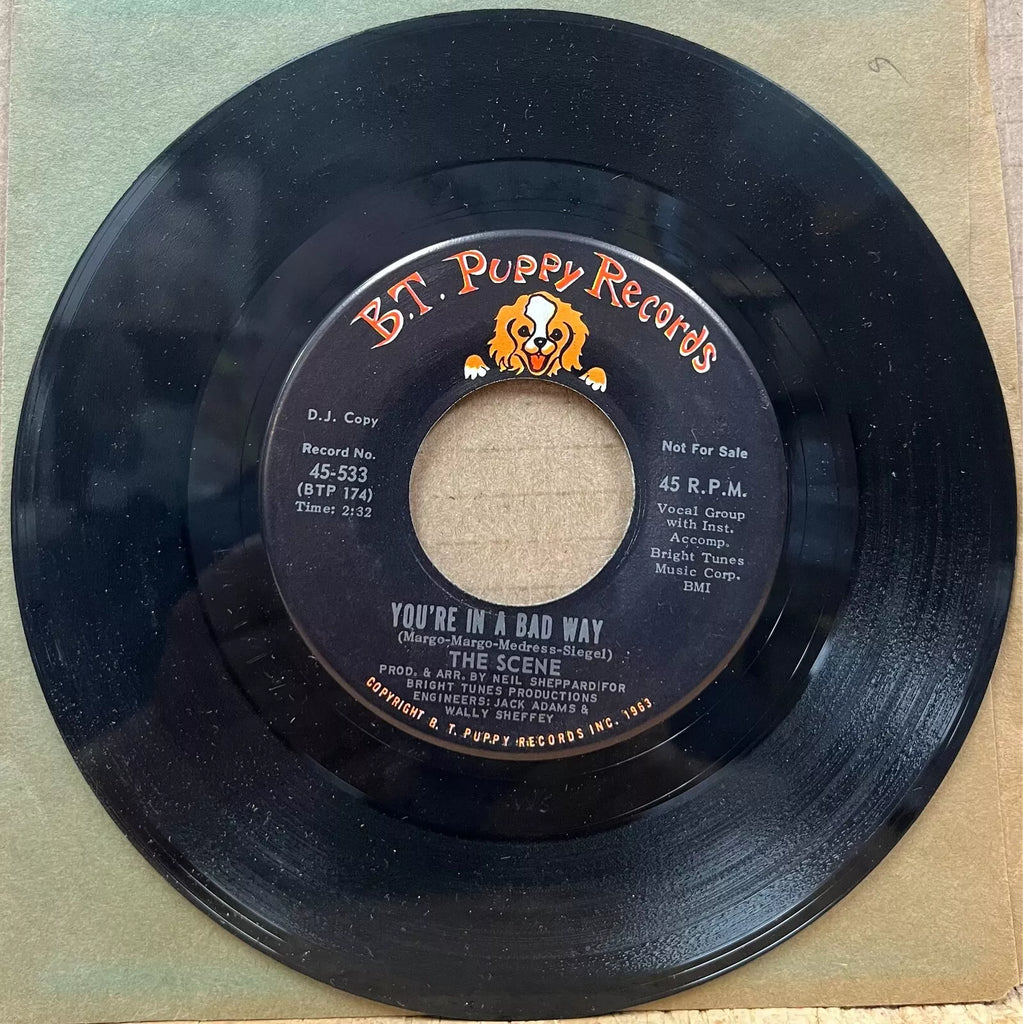 B.T. Puppy Records
D.J. Copy
Record No.
45-533
(BTP 174)
Time: 2:32
Not For Sale
45 R.P.M.
Vocal Group
with Inst.
Accomp.
Bright Tunes
Music Corp.
BMI
YOU'RE IN A BAD WAY
(Margo-Margo-Medress-Siegel)
THE SCENE
PROD. & ARR. BY NEIL SHEPPARD/FOR
BRIGHT TUNES PRODUCTIONS
ENGINEERS: JACK ADAMS &
WALLY SHEFFEY
COPYRIGHT B. T. PUPPY RECORDS INC. 1963